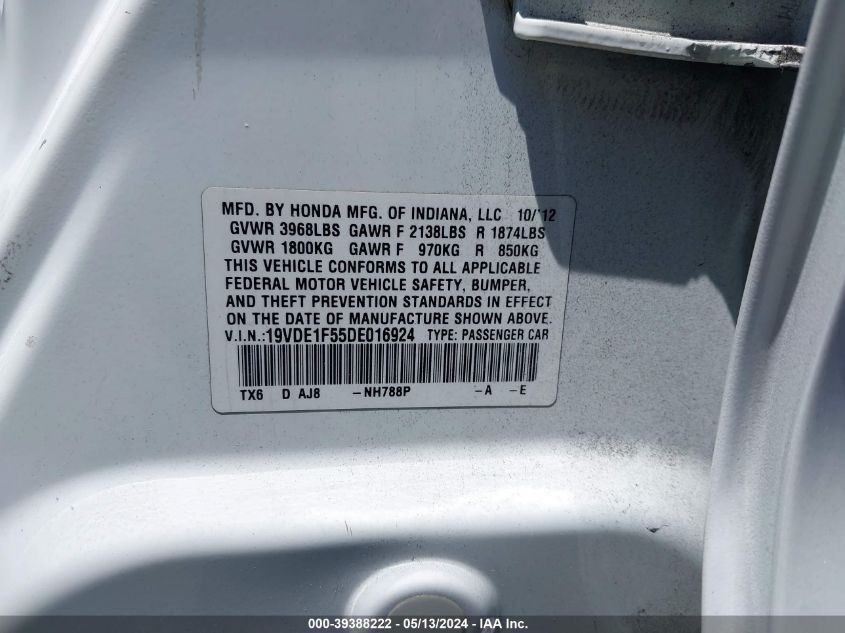 MFD. BY HONDA MFG. OF INDIANA, LLC 10/12
GVWR 3968LBS GAWR F 2138LBS R 1874LBS
GVWR 1800KG GAWR F 970KG R 850KG
THIS VEHICLE CONFORMS TO ALL APPLICABLE
FEDERAL MOTOR VEHICLE SAFETY, BUMPER,
AND THEFT PREVENTION STANDARDS IN EFFECT
ON THE DATE OF MANUFACTURE SHOWN ABOVE.
V.I.N.:19VDE1F55DE016924 TYPE: PASSENGER CAR
TX6 D AJ8 -NH788P -A -E
000-39388222 - 05/13/2024 - IAA Inc.